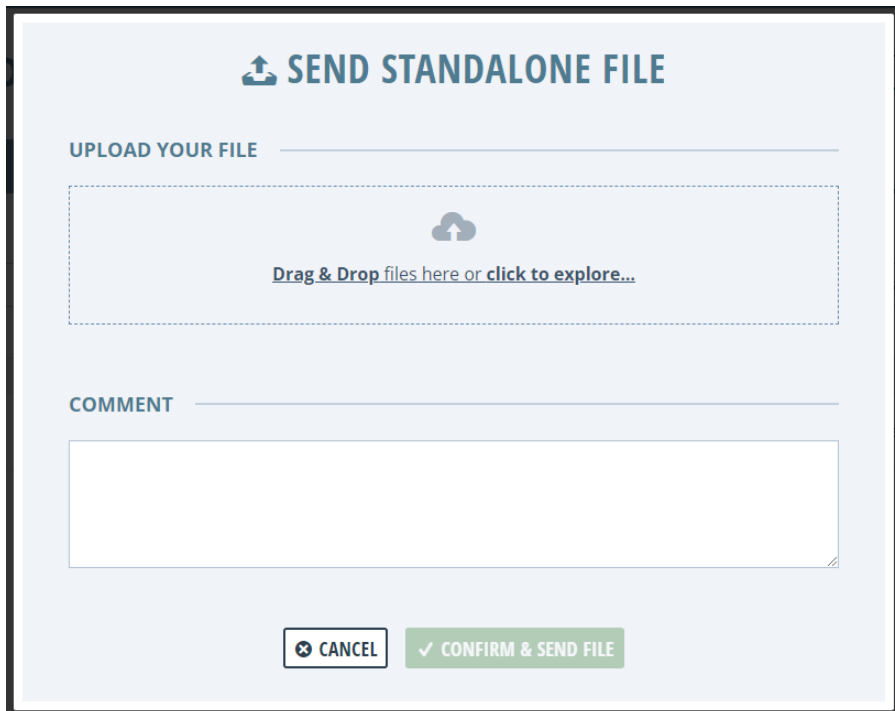 SEND STANDALONE FILE
UPLOAD YOUR FILE
Drag & Drop files here or click to explore...
COMMENT
CANCEL
CONFIRM & SEND FILE